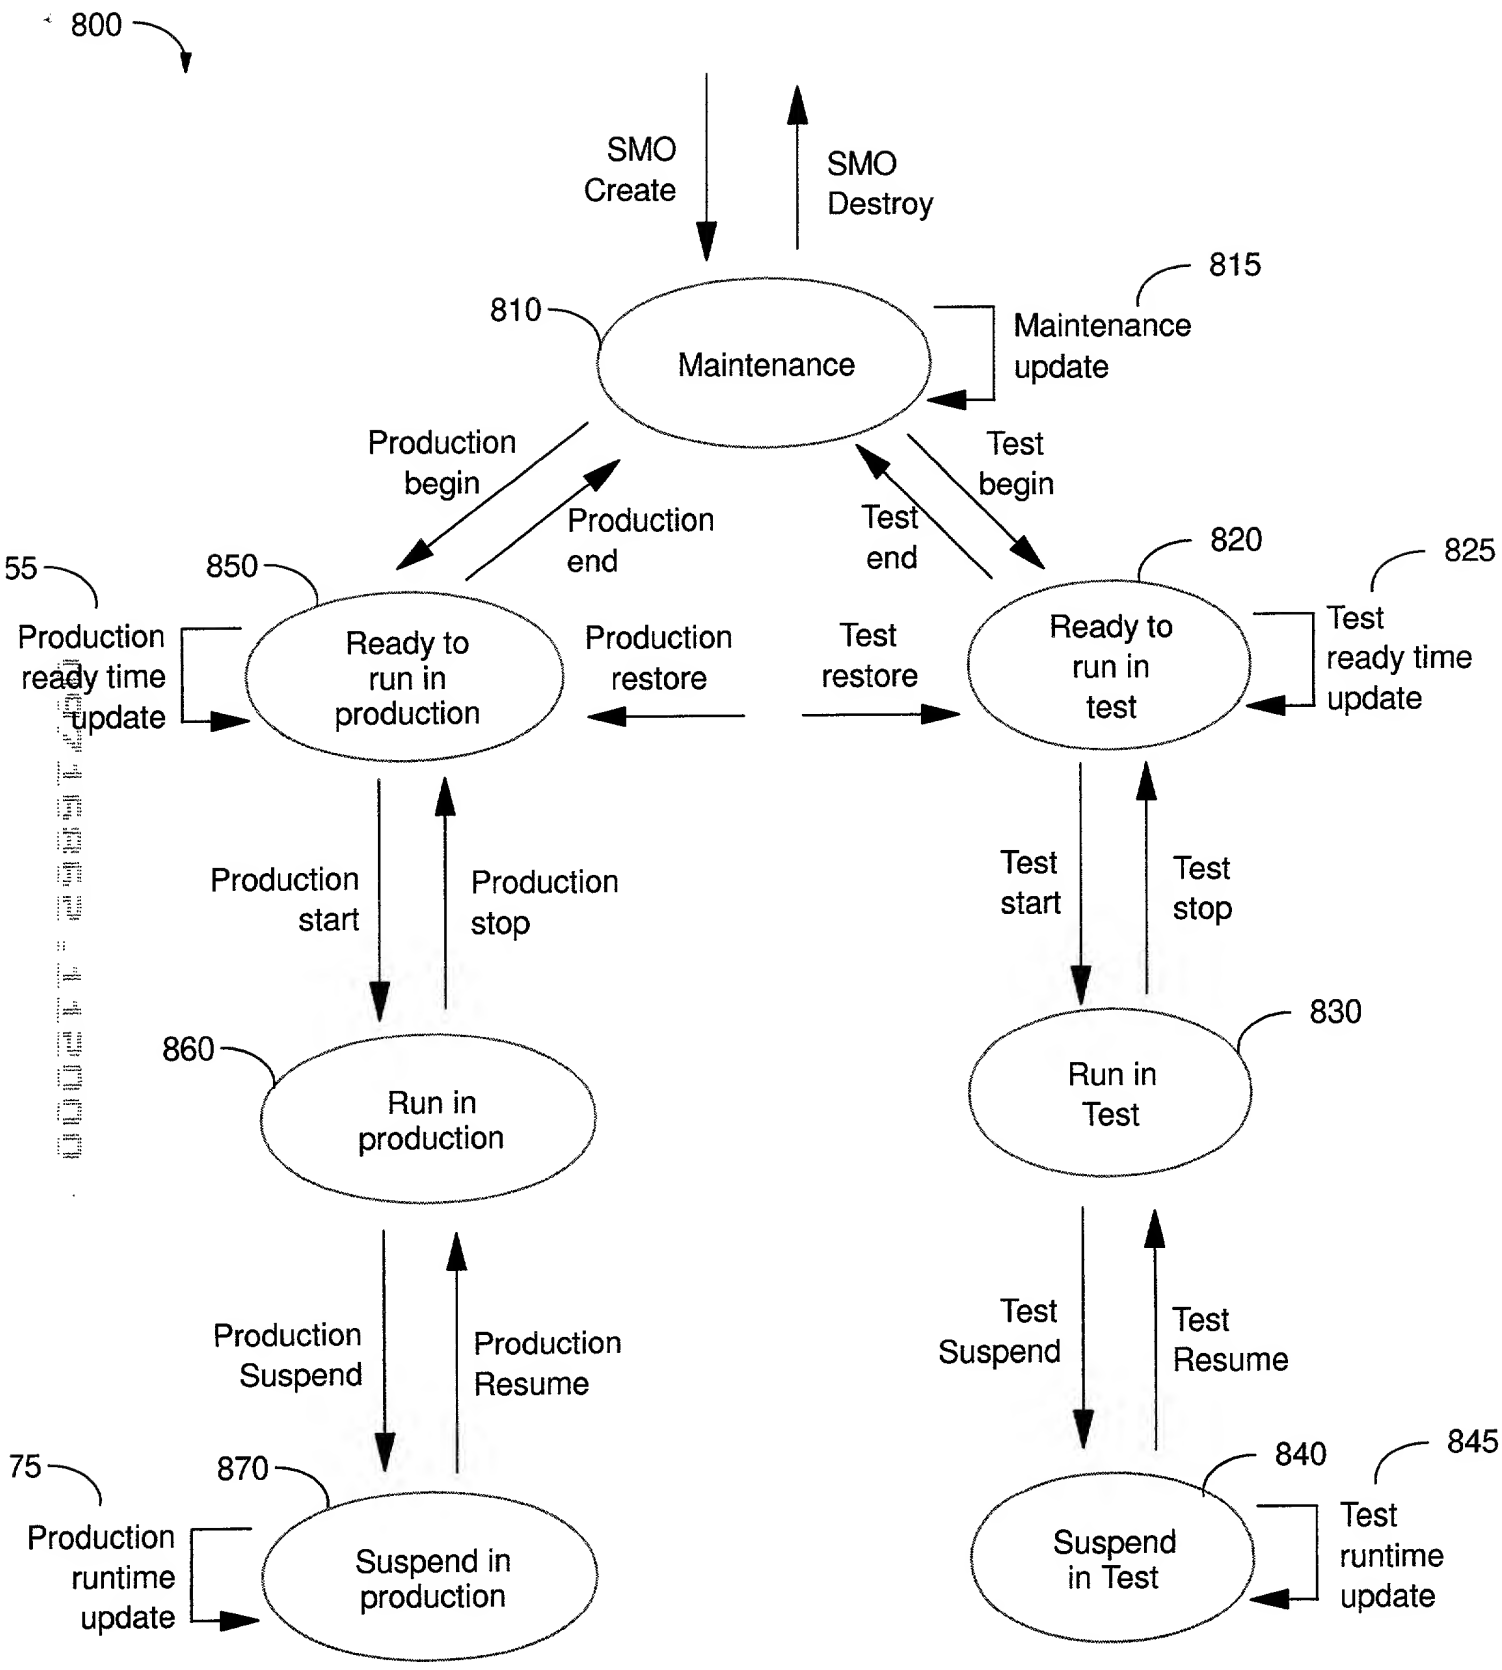 800
SMO
Create
SMO
Destroy
815
810
Maintenance
Maintenance
update
Production
begin
Test
begin
Production
end
Test
end
55
850
820
825
Production
ready time
update
Ready to
run in
production
Production
restore
Test
restore
Ready to
run in
test
Test
ready time
update
Production
start
Production
stop
Test
start
Test
stop
860
830
Run in
production
Run in
Test
Production
Suspend
Production
Resume
Test
Suspend
Test
Resume
75
870
840
845
Production
runtime
update
Suspend in
production
Suspend
in Test
Test
runtime
update